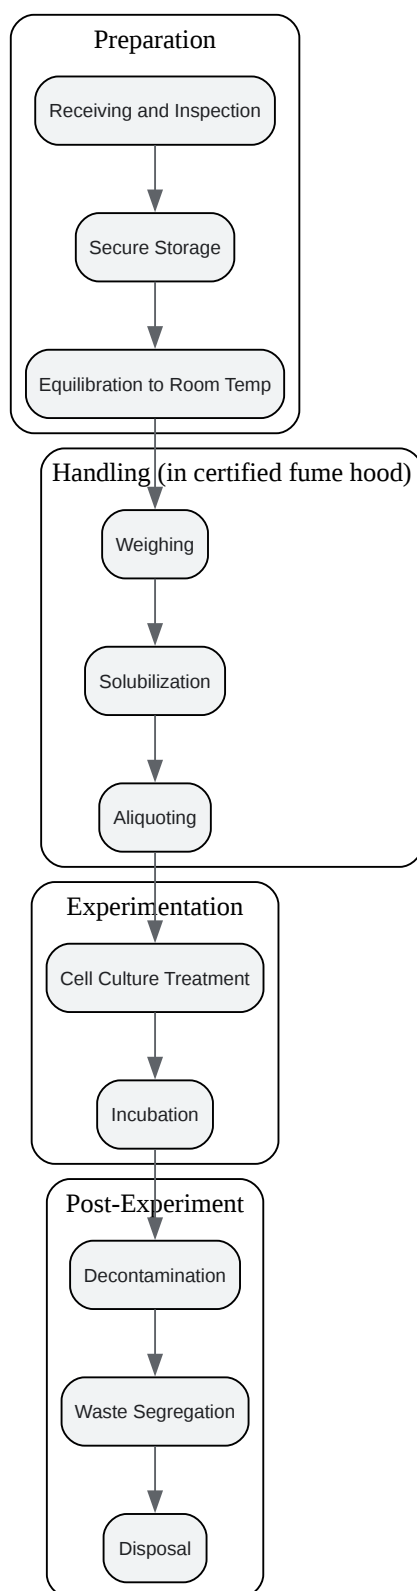 Preparation
Receiving and Inspection
Secure Storage
Equilibration to Room Temp
Handling (in certified fume hood)
Weighing
Solubilization
Aliquoting
Experimentation
Cell Culture Treatment
Incubation
Post-Experiment
Decontamination
Waste Segregation
Disposal